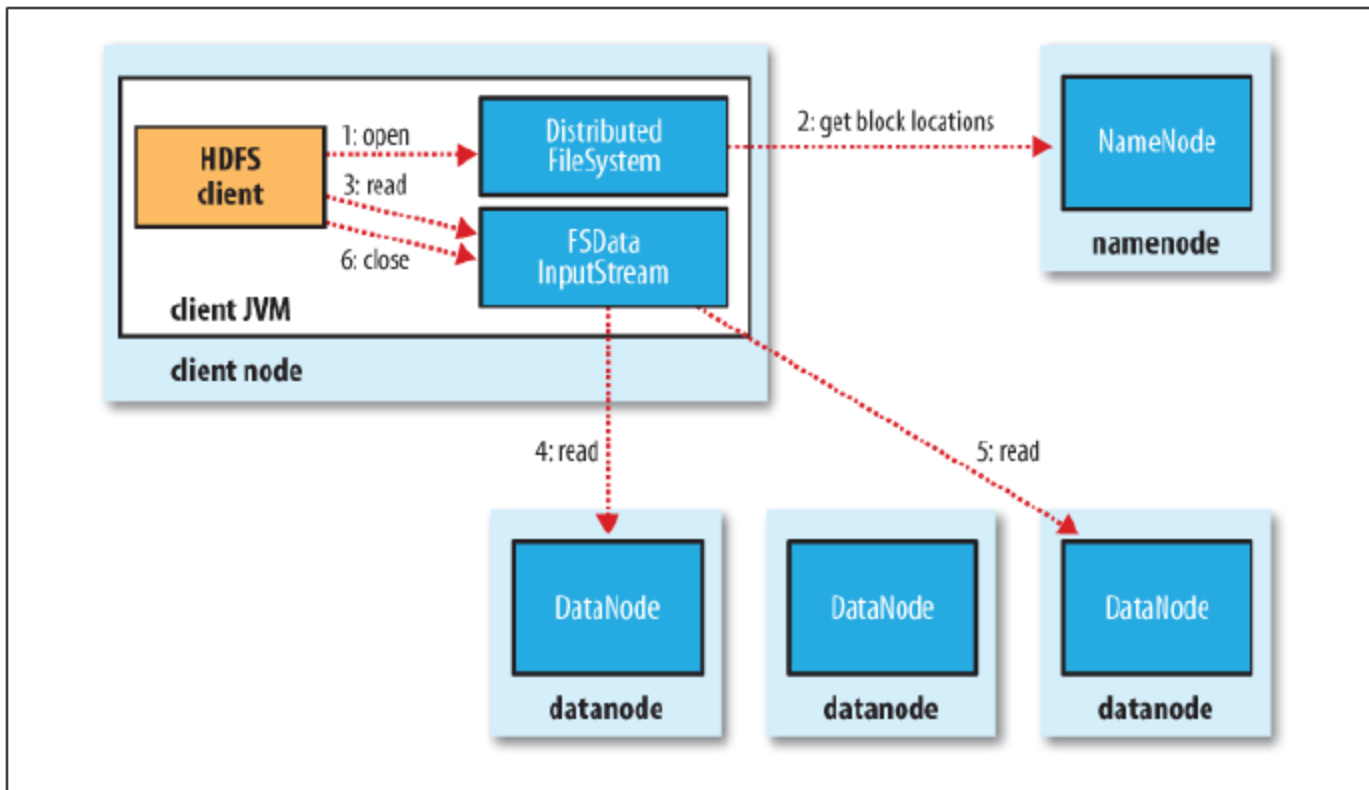 1: open
Distributed
FileSystem
2: get block locations
NameNode
HDFS
client
3: read
FSData
InputStream
6: close
namenode
client JVM
client node
4: read
5: read
DataNode
DataNode
DataNode
datanode
datanode
datanode